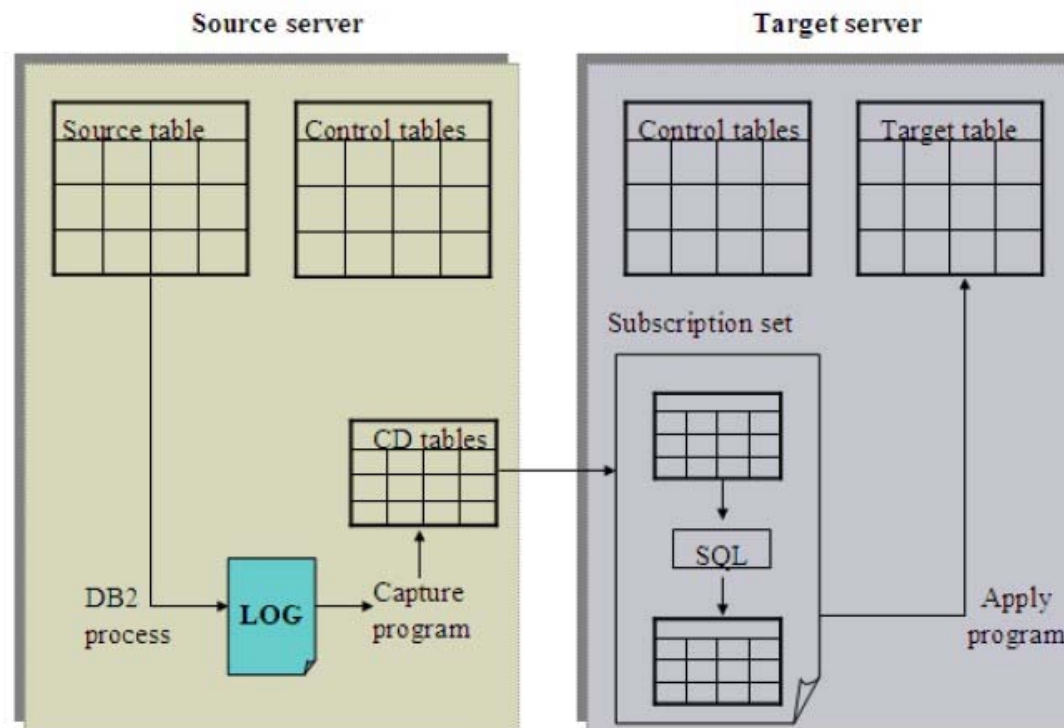 Source server
Target server
Source table
Control tables
Control tables
Target table
Subscription set
CD tables
SQL
DB2
process
LOG
Capture
program
Apply
program